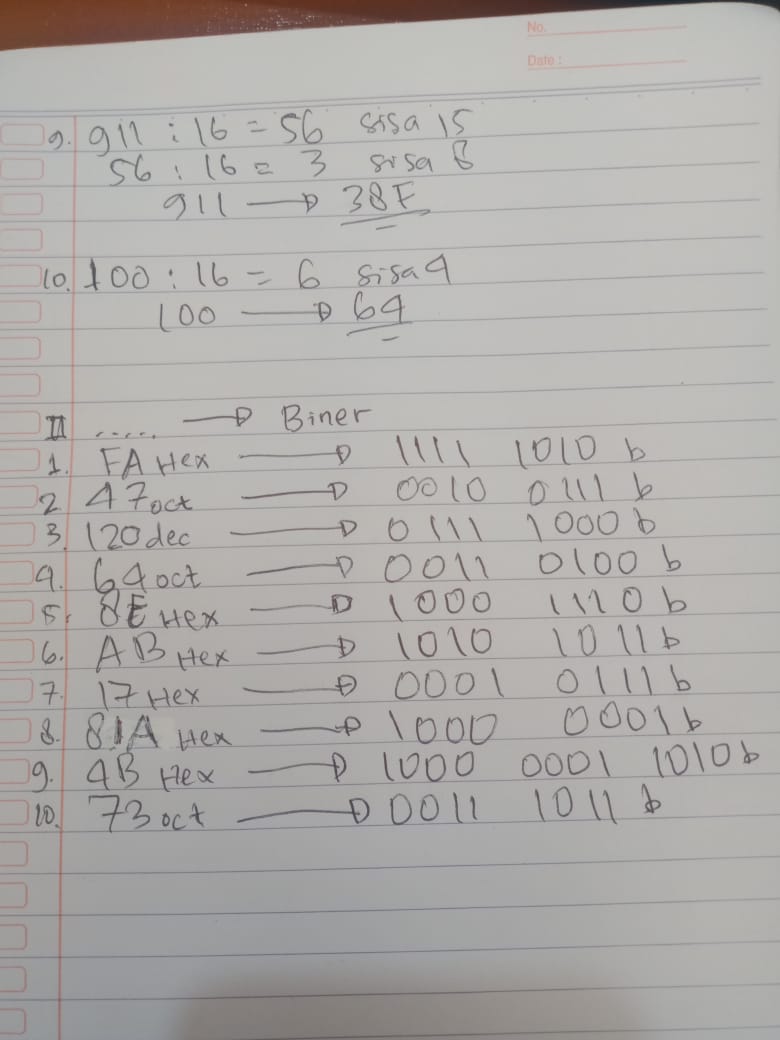 No.
Date :
9. 911 : 16 = 56 sisa 15
56 : 16 = 3 sisa 8
911 → 38F
10. 100 : 16 = 6 sisa 4
100 → 64
II ..... → Biner
1. FA Hex → 1111 1010 b
2 47 oct → 0010 0111 b
3. 120 dec → 0111 1000 b
4. 64 oct → 0011 0100 b
5. 8E Hex → 1000 1110 b
6. AB Hex → 1010 1011 b
7. 17 Hex → 0001 0111 b
8. 81A Hex → 1000 0001 b
9. 4B Hex → 1000 0001 1010 b
10. 73 oct → 0011 1011 b